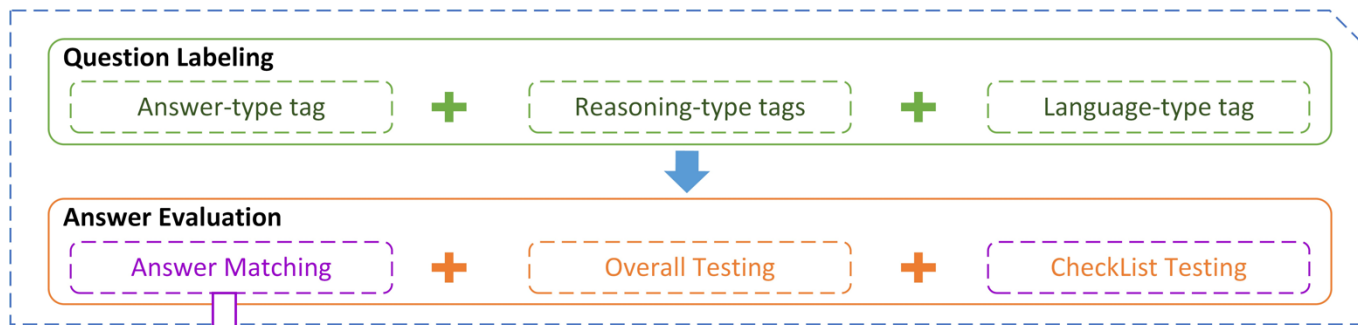 Question Labeling
Answer-type tag + Reasoning-type tags + Language-type tag
Answer Evaluation
Answer Matching + Overall Testing + CheckList Testing